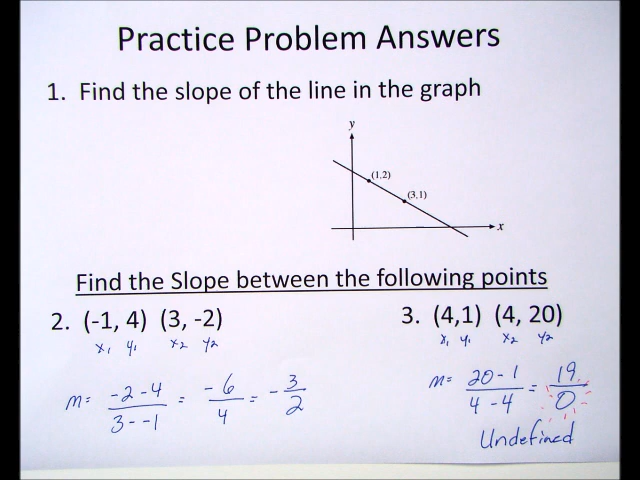 Practice Problem Answers
1. Find the slope of the line in the graph
y
(1,2)
(3,1)
x
Find the Slope between the following points
2. (-1, 4) (3, -2)
x₁ y₁ x₂ y₂
m= -2-4 / 3--1 = -6 / 4 = -3/2
3. (4,1) (4, 20)
x₁ y₁ x₂ y₂
m= 20-1 / 4-4 = 19 / 0
Undefined